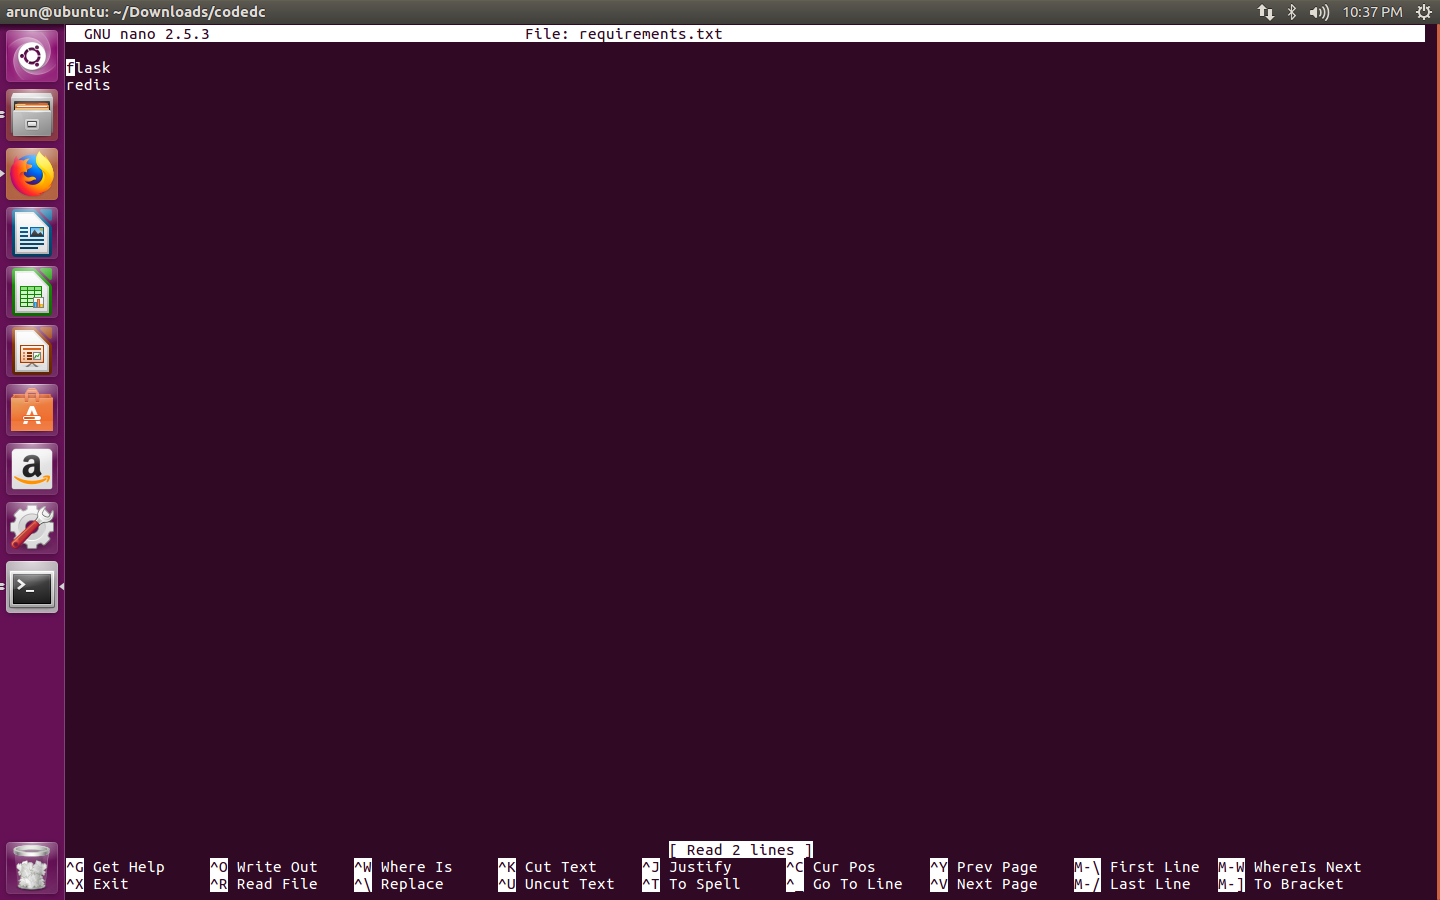 arun@ubuntu: ~/Downloads/codedc 10:37 PM
GNU nano 2.5.3 File: requirements.txt
flask
redis
[ Read 2 lines ]
^G Get Help ^O Write Out ^W Where Is ^K Cut Text ^J Justify ^C Cur Pos ^Y Prev Page M-\ First Line M-W WhereIs Next
^X Exit ^R Read File ^\ Replace ^U Uncut Text ^T To Spell ^_ Go To Line ^V Next Page M-/ Last Line M-] To Bracket